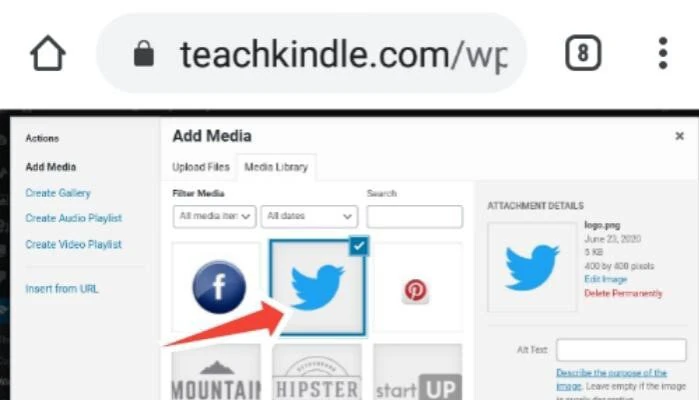 teachkindle.com/wp
8
Actions
Add Media
Create Gallery
Create Audio Playlist
Create Video Playlist
Insert from URL
Add Media
Upload Files Media Library
Filter Media Search
All media iter All dates
ATTACHMENT DETAILS
logo.png
June 23, 2020
5 KB
400 by 400 pixels
Edit Image
Delete Permanently
Alt Text
Describe the purpose of the
image. Leave empty if the image
f
MOUNTAIN
HIPSTER
start UP